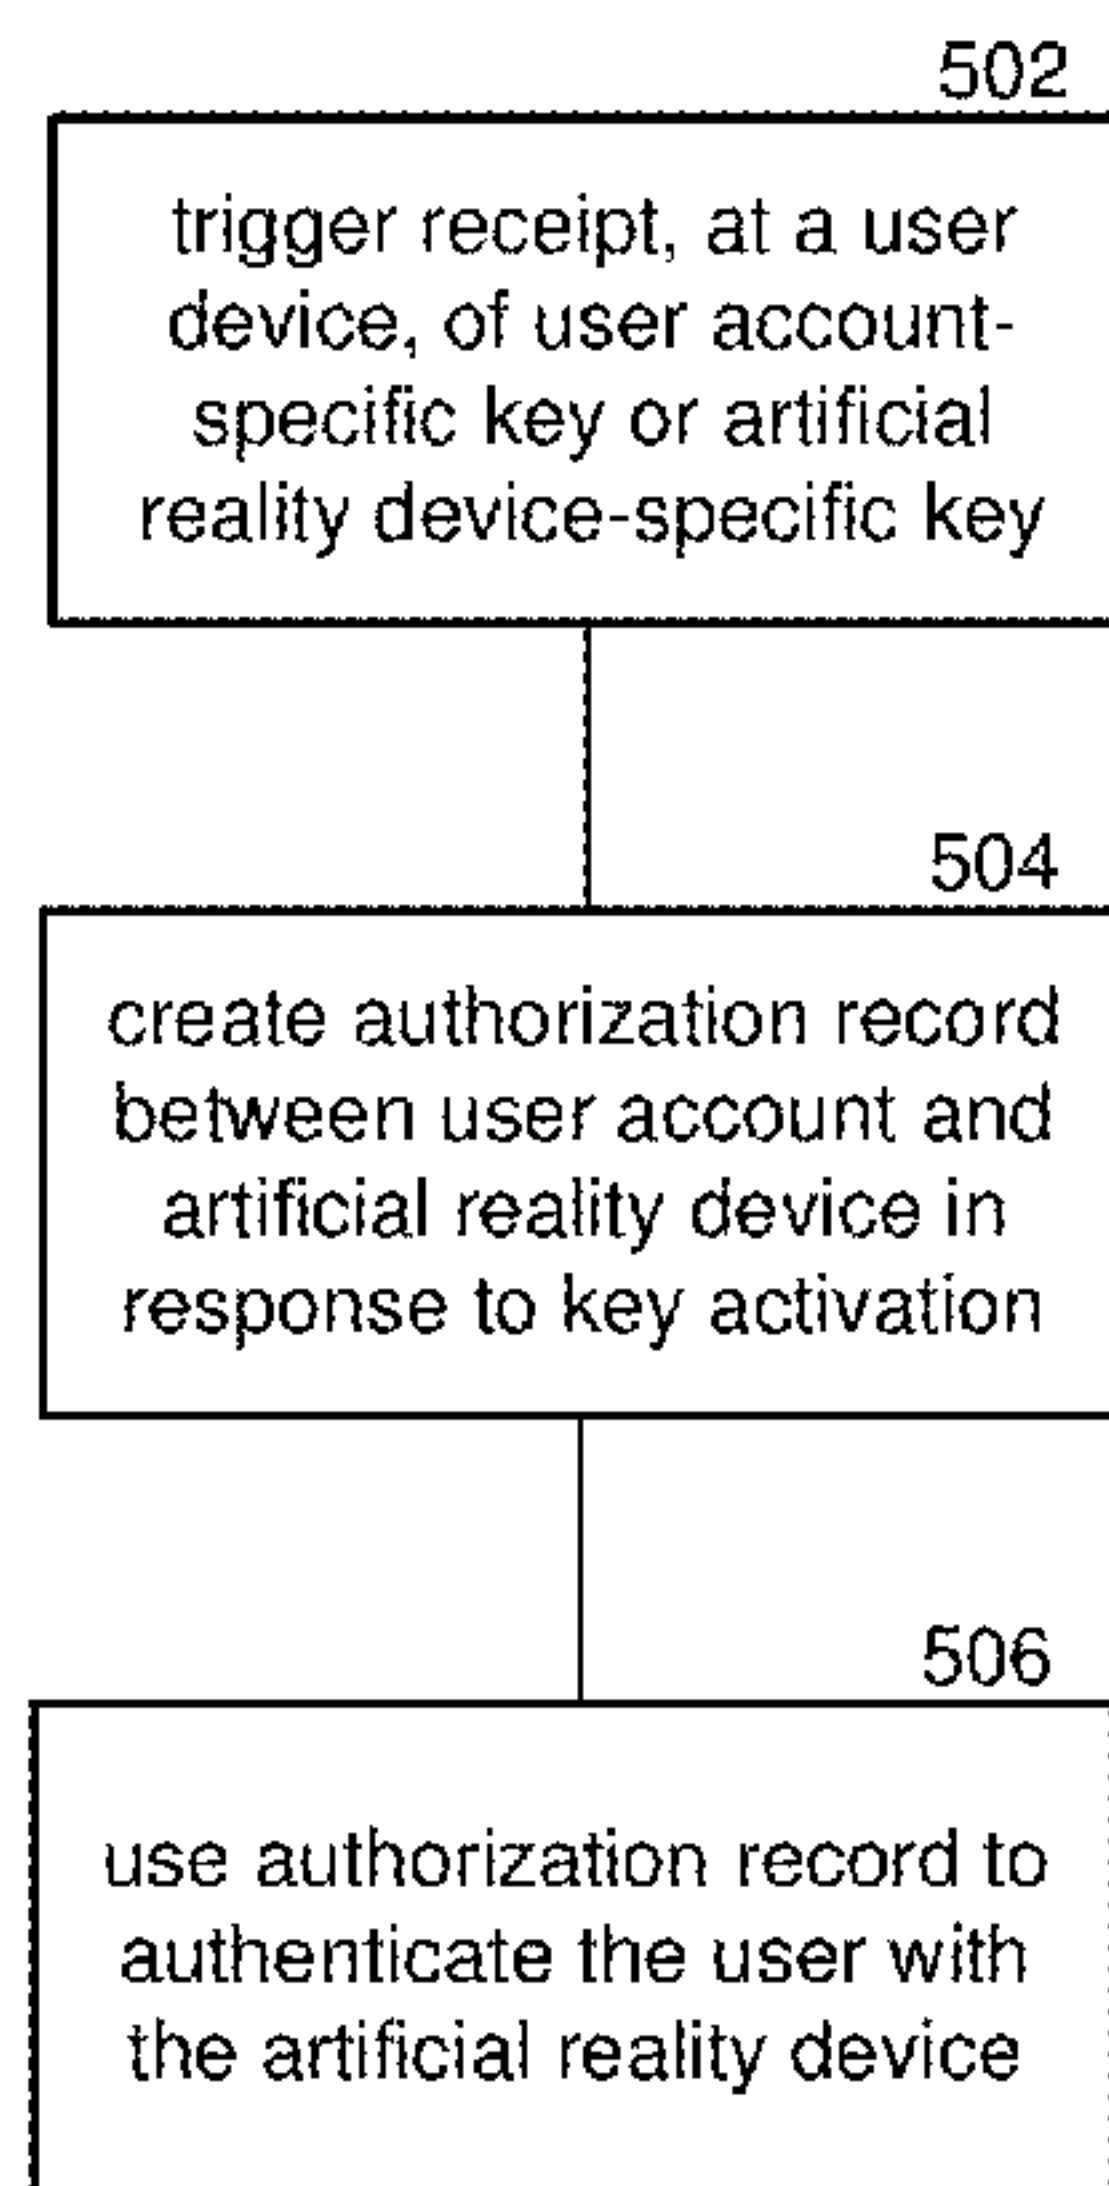 502
trigger receipt, at a user
device, of user account-
specific key or artificial
reality device-specific key
504
create authorization record
between user account and
artificial reality device in
response to key activation
506
use authorization record to
authenticate the user with
the artificial reality device